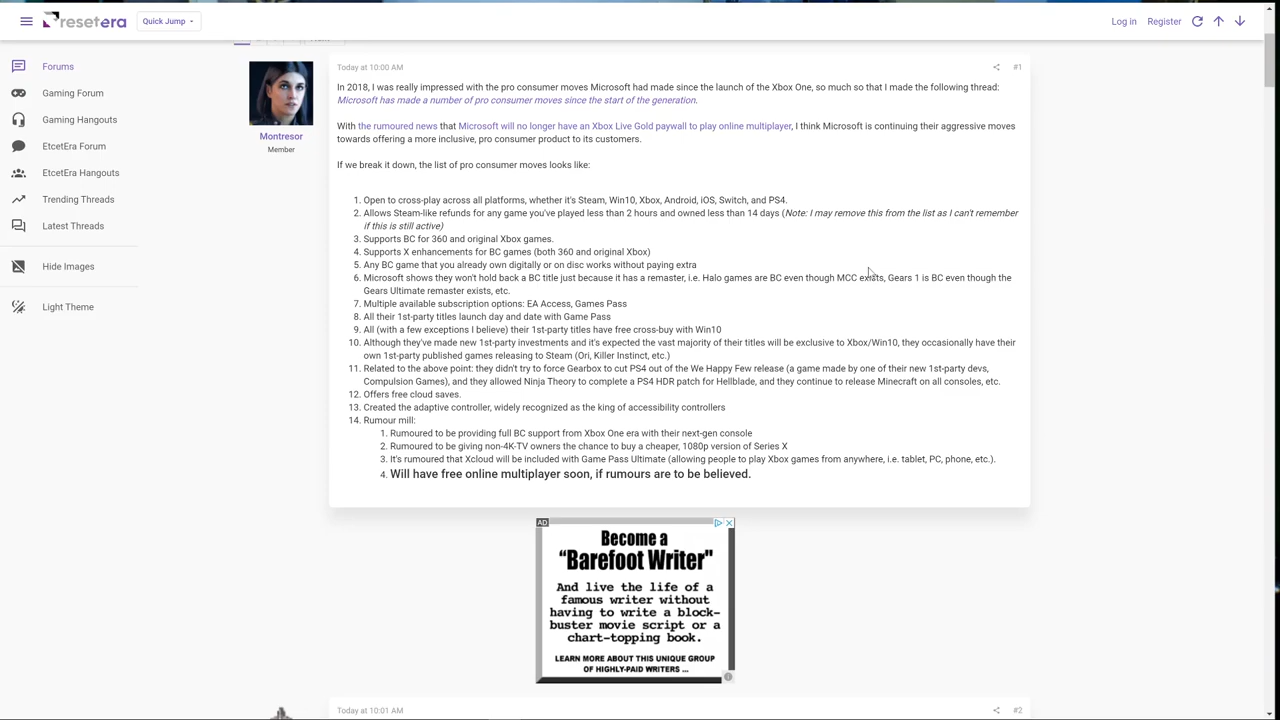 resetera
Quick Jump
Log in
Register
Forums
Gaming Forum
Gaming Hangouts
EtcetEra Forum
EtcetEra Hangouts
Trending Threads
Latest Threads
Hide Images
Light Theme
Montresor
Member
Today at 10:00 AM
#1
In 2018, I was really impressed with the pro consumer moves Microsoft had made since the launch of the Xbox One, so much so that I made the following thread:
Microsoft has made a number of pro consumer moves since the start of the generation.
With the rumoured news that Microsoft will no longer have an Xbox Live Gold paywall to play online multiplayer, I think Microsoft is continuing their aggressive moves
towards offering a more inclusive, pro consumer product to its customers.
If we break it down, the list of pro consumer moves looks like:
1. Open to cross-play across all platforms, whether it's Steam, Win10, Xbox, Android, iOS, Switch, and PS4.
2. Allows Steam-like refunds for any game you've played less than 2 hours and owned less than 14 days (Note: I may remove this from the list as I can't remember
if this is still active)
3. Supports BC for 360 and original Xbox games.
4. Supports X enhancements for BC games (both 360 and original Xbox)
5. Any BC game that you already own digitally or on disc works without paying extra
6. Microsoft shows they won't hold back a BC title just because it has a remaster, i.e. Halo games are BC even though MCC exists, Gears 1 is BC even though the
Gears Ultimate remaster exists, etc.
7. Multiple available subscription options: EA Access, Games Pass
8. All their 1st-party titles launch day and date with Game Pass
9. All (with a few exceptions I believe) their 1st-party titles have free cross-buy with Win10
10. Although they've made new 1st-party investments and it's expected the vast majority of their titles will be exclusive to Xbox/Win10, they occasionally have their
own 1st-party published games releasing to Steam (Ori, Killer Instinct, etc.)
11. Related to the above point: they didn't try to force Gearbox to cut PS4 out of the We Happy Few release (a game made by one of their new 1st-party devs,
Compulsion Games), and they allowed Ninja Theory to complete a PS4 HDR patch for Hellblade, and they continue to release Minecraft on all consoles, etc.
12. Offers free cloud saves.
13. Created the adaptive controller, widely recognized as the king of accessibility controllers
14. Rumour mill:
1. Rumoured to be providing full BC support from Xbox One era with their next-gen console
2. Rumoured to be giving non-4K-TV owners the chance to buy a cheaper, 1080p version of Series X
3. It's rumoured that Xcloud will be included with Game Pass Ultimate (allowing people to play Xbox games from anywhere, i.e. tablet, PC, phone, etc.).
4. Will have free online multiplayer soon, if rumours are to be believed.
AD
Become a
"Barefoot Writer"
And live the life of a
famous writer without
having to write a block-
buster movie script or a
chart-topping book.
LEARN MORE ABOUT THIS UNIQUE GROUP
OF HIGHLY-PAID WRITERS ...
Today at 10:01 AM
#2